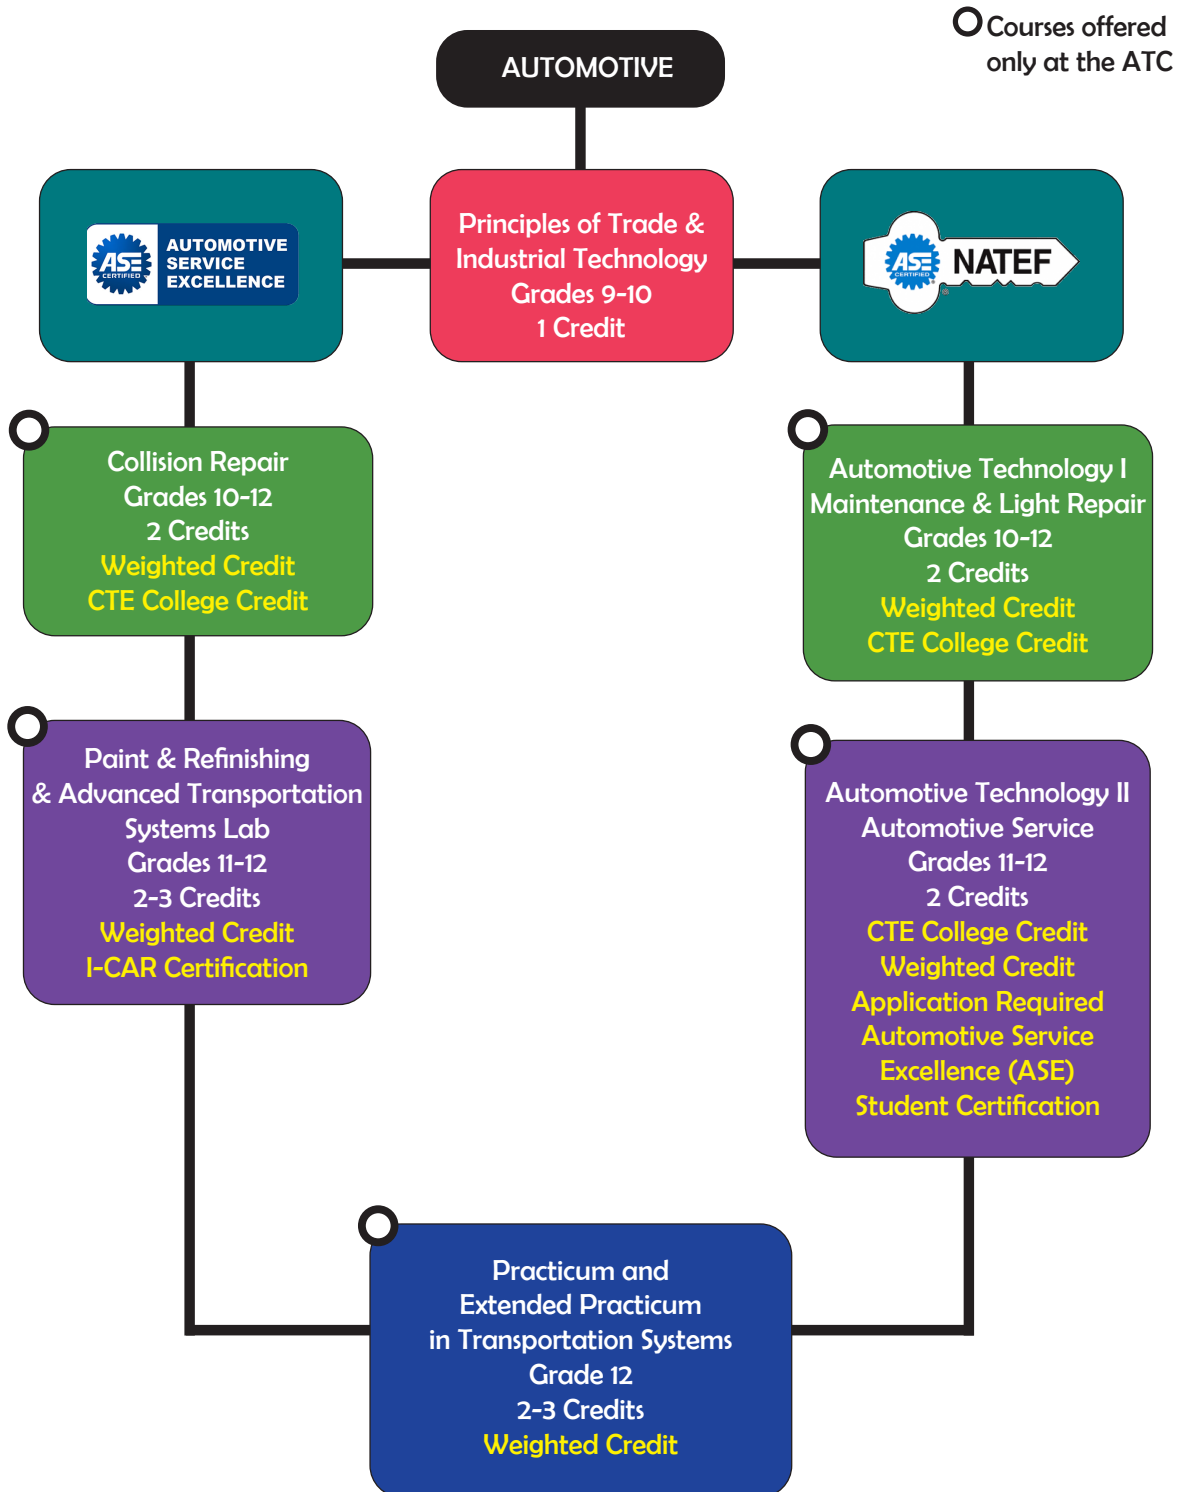 Courses offered
only at the ATC
AUTOMOTIVE
ASE
CERTIFIED
AUTOMOTIVE
SERVICE
EXCELLENCE
Principles of Trade &
Industrial Technology
Grades 9-10
1 Credit
ASE
CERTIFIED
NATEF
Collision Repair
Grades 10-12
2 Credits
Weighted Credit
CTE College Credit
Automotive Technology I
Maintenance & Light Repair
Grades 10-12
2 Credits
Weighted Credit
CTE College Credit
Paint & Refinishing
& Advanced Transportation
Systems Lab
Grades 11-12
2-3 Credits
Weighted Credit
I-CAR Certification
Automotive Technology II
Automotive Service
Grades 11-12
2 Credits
CTE College Credit
Weighted Credit
Application Required
Automotive Service
Excellence (ASE)
Student Certification
Practicum and
Extended Practicum
in Transportation Systems
Grade 12
2-3 Credits
Weighted Credit